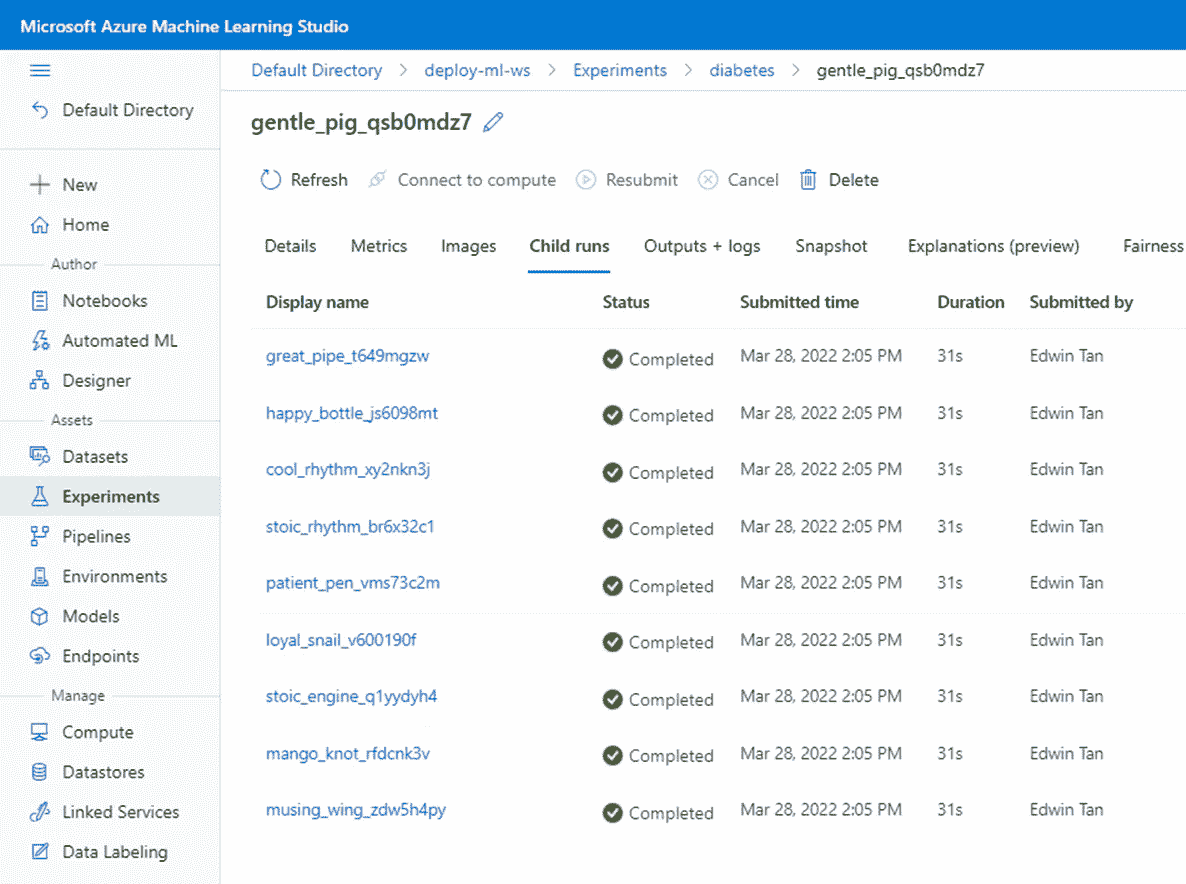 Microsoft Azure Machine Learning Studio
Default Directory > deploy-ml-ws > Experiments > diabetes > gentle_pig_qsb0mdz7
Default Directory
gentle_pig_qsb0mdz7
Refresh Connect to compute Resubmit Cancel Delete
New
Home
Author
Notebooks
Automated ML
Designer
Assets
Datasets
Experiments
Pipelines
Environments
Models
Endpoints
Manage
Compute
Datastores
Linked Services
Data Labeling
Details Metrics Images Child runs Outputs + logs Snapshot Explanations (preview) Fairness
Display name Status Submitted time Duration Submitted by
great_pipe_t649mgzw Completed Mar 28, 2022 2:05 PM 31s Edwin Tan
happy_bottle_js6098mt Completed Mar 28, 2022 2:05 PM 31s Edwin Tan
cool_rhythm_xy2nkn3j Completed Mar 28, 2022 2:05 PM 31s Edwin Tan
stoic_rhythm_br6x32c1 Completed Mar 28, 2022 2:05 PM 31s Edwin Tan
patient_pen_vms73c2m Completed Mar 28, 2022 2:05 PM 31s Edwin Tan
loyal_snail_v600190f Completed Mar 28, 2022 2:05 PM 31s Edwin Tan
stoic_engine_q1yydyh4 Completed Mar 28, 2022 2:05 PM 31s Edwin Tan
mango_knot_rfdcnk3v Completed Mar 28, 2022 2:05 PM 31s Edwin Tan
musing_wing_zdw5h4py Completed Mar 28, 2022 2:05 PM 31s Edwin Tan